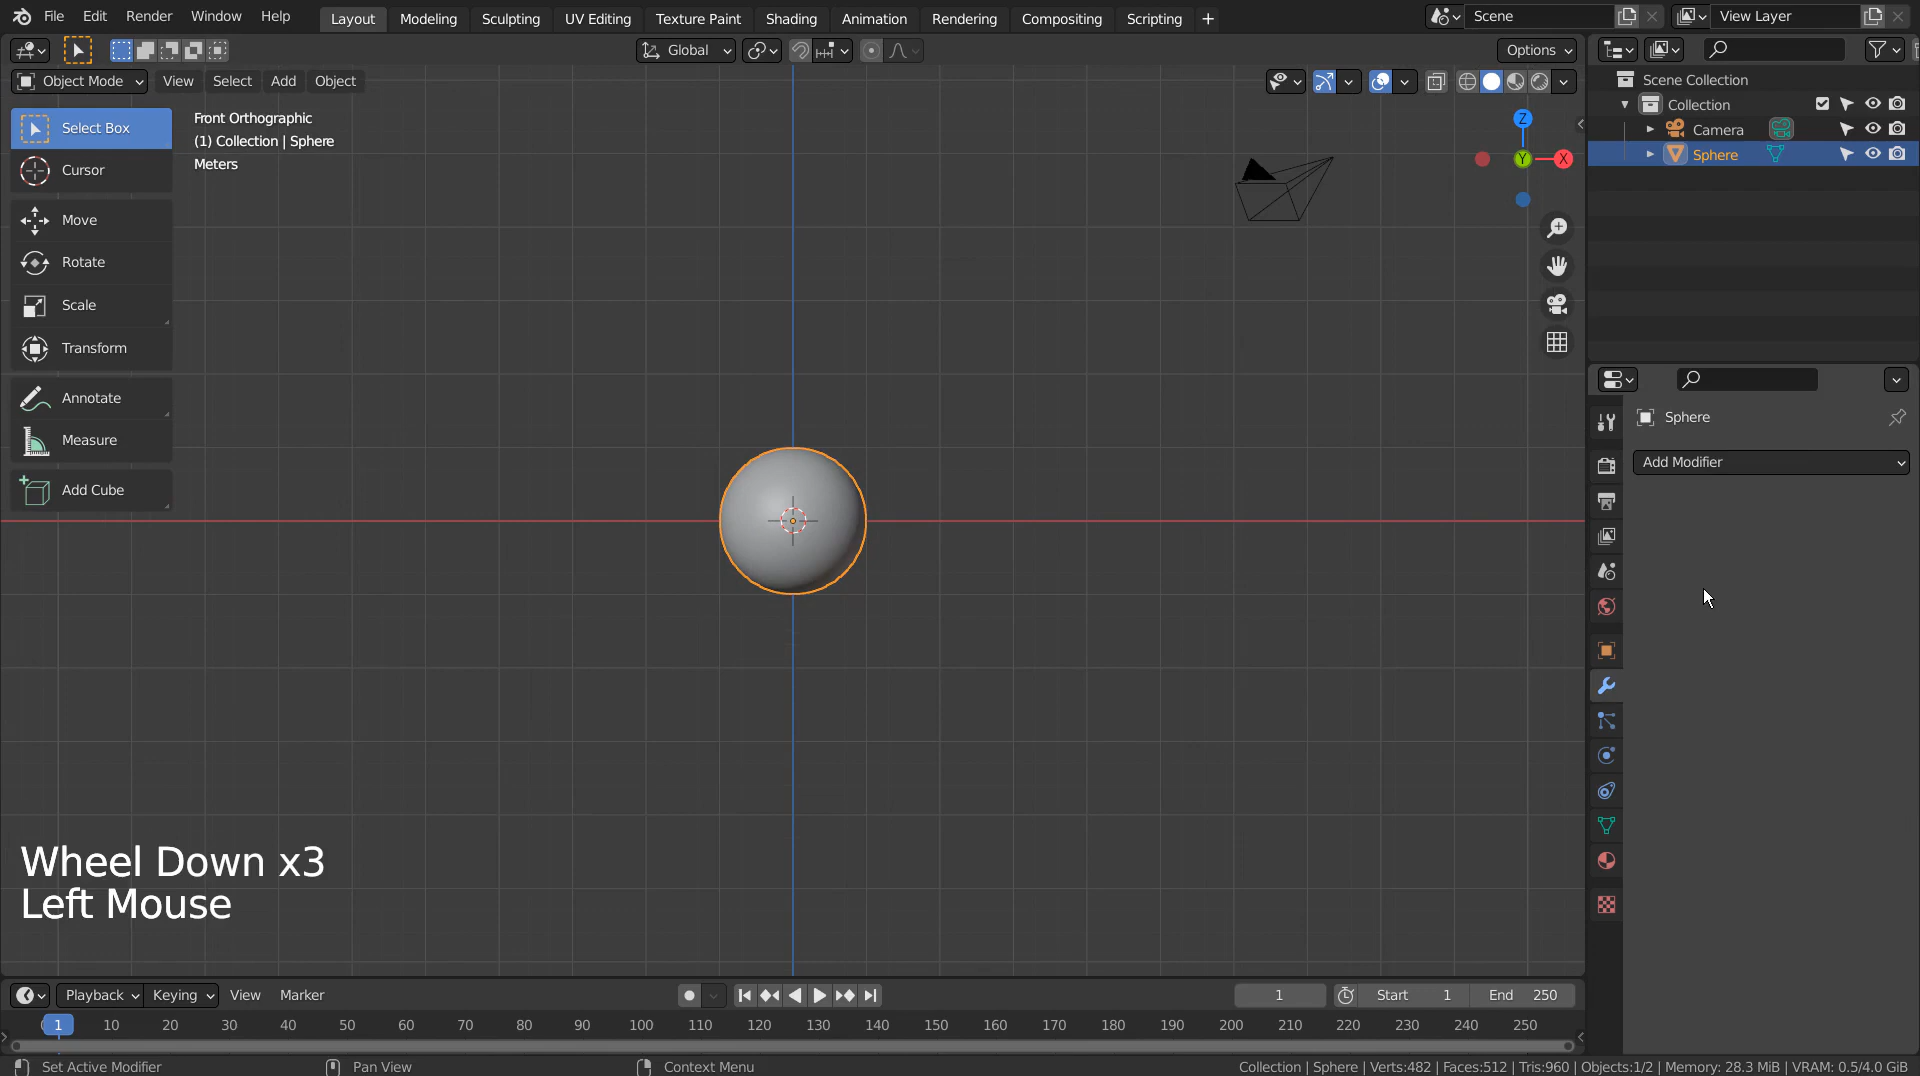 File Edit Render Window Help Layout Modeling Sculpting UV Editing Texture Paint Shading Animation Rendering Compositing Scripting + Scene View Layer
Global Options
Object Mode View Select Add Object
Select Box
Cursor
Move
Rotate
Scale
Transform
Annotate
Measure
Add Cube
Front Orthographic
(1) Collection | Sphere
Meters
Z
Y
X
Scene Collection
Collection
Camera
Sphere
Sphere
Add Modifier
Wheel Down x3
Left Mouse
Playback Keying View Marker 1 Start 1 End 250
1 10 20 30 40 50 60 70 80 90 100 110 120 130 140 150 160 170 180 190 200 210 220 230 240 250
Set Active Modifier Pan View Context Menu Collection | Sphere | Verts:482 | Faces:512 | Tris:960 | Objects:1/2 | Memory: 28.3 MiB | VRAM: 0.5/4.0 GiB